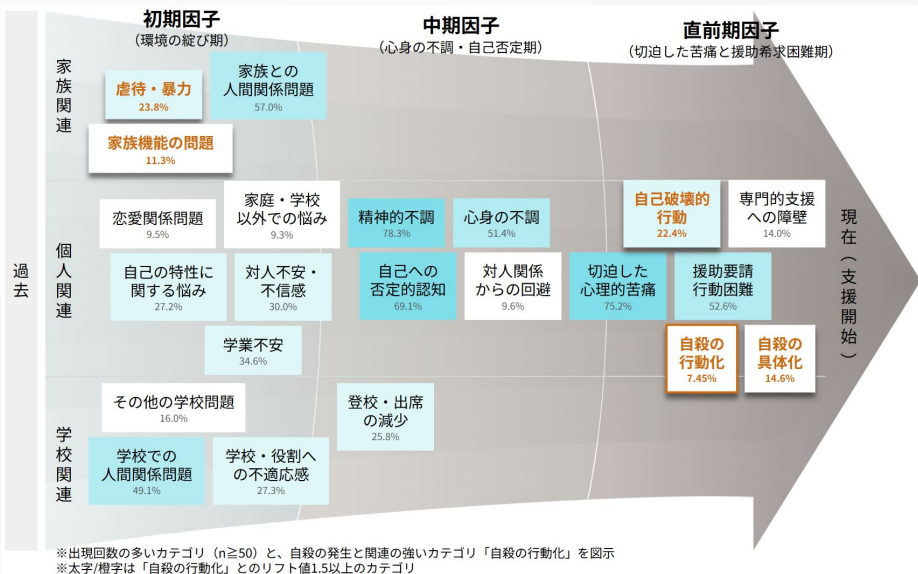 初期因子
(環境の綻び期)
中期因子
(心身の不調・自己否定期)
直前期因子
(切迫した苦痛と援助希求困難期)
過去
家族関連
虐待・暴力
23.8%
家族との
人間関係問題
57.0%
家族機能の問題
11.3%
個人関連
恋愛関係問題
9.5%
家庭・学校
以外での悩み
9.3%
精神的不調
78.3%
心身の不調
51.4%
自己破壊的
行動
22.4%
専門的支援
への障壁
14.0%
自己の特性に
関する悩み
27.2%
対人不安・
不信感
30.0%
自己への
否定的認知
69.1%
対人関係
からの回避
9.6%
切迫した
心理的苦痛
75.2%
援助要請
行動困難
52.6%
学業不安
34.6%
自殺の
行動化
7.45%
自殺の
具体化
14.6%
現在(支援開始)
学校関連
その他の学校問題
16.0%
登校・出席
の減少
25.8%
学校での
人間関係問題
49.1%
学校・役割へ
の不適応感
27.3%
※出現回数の多いカテゴリ(n≧50)と、自殺の発生と関連の強いカテゴリ「自殺の行動化」を図示
※太字/橙字は「自殺の行動化」とのリフト値1.5以上のカテゴリ